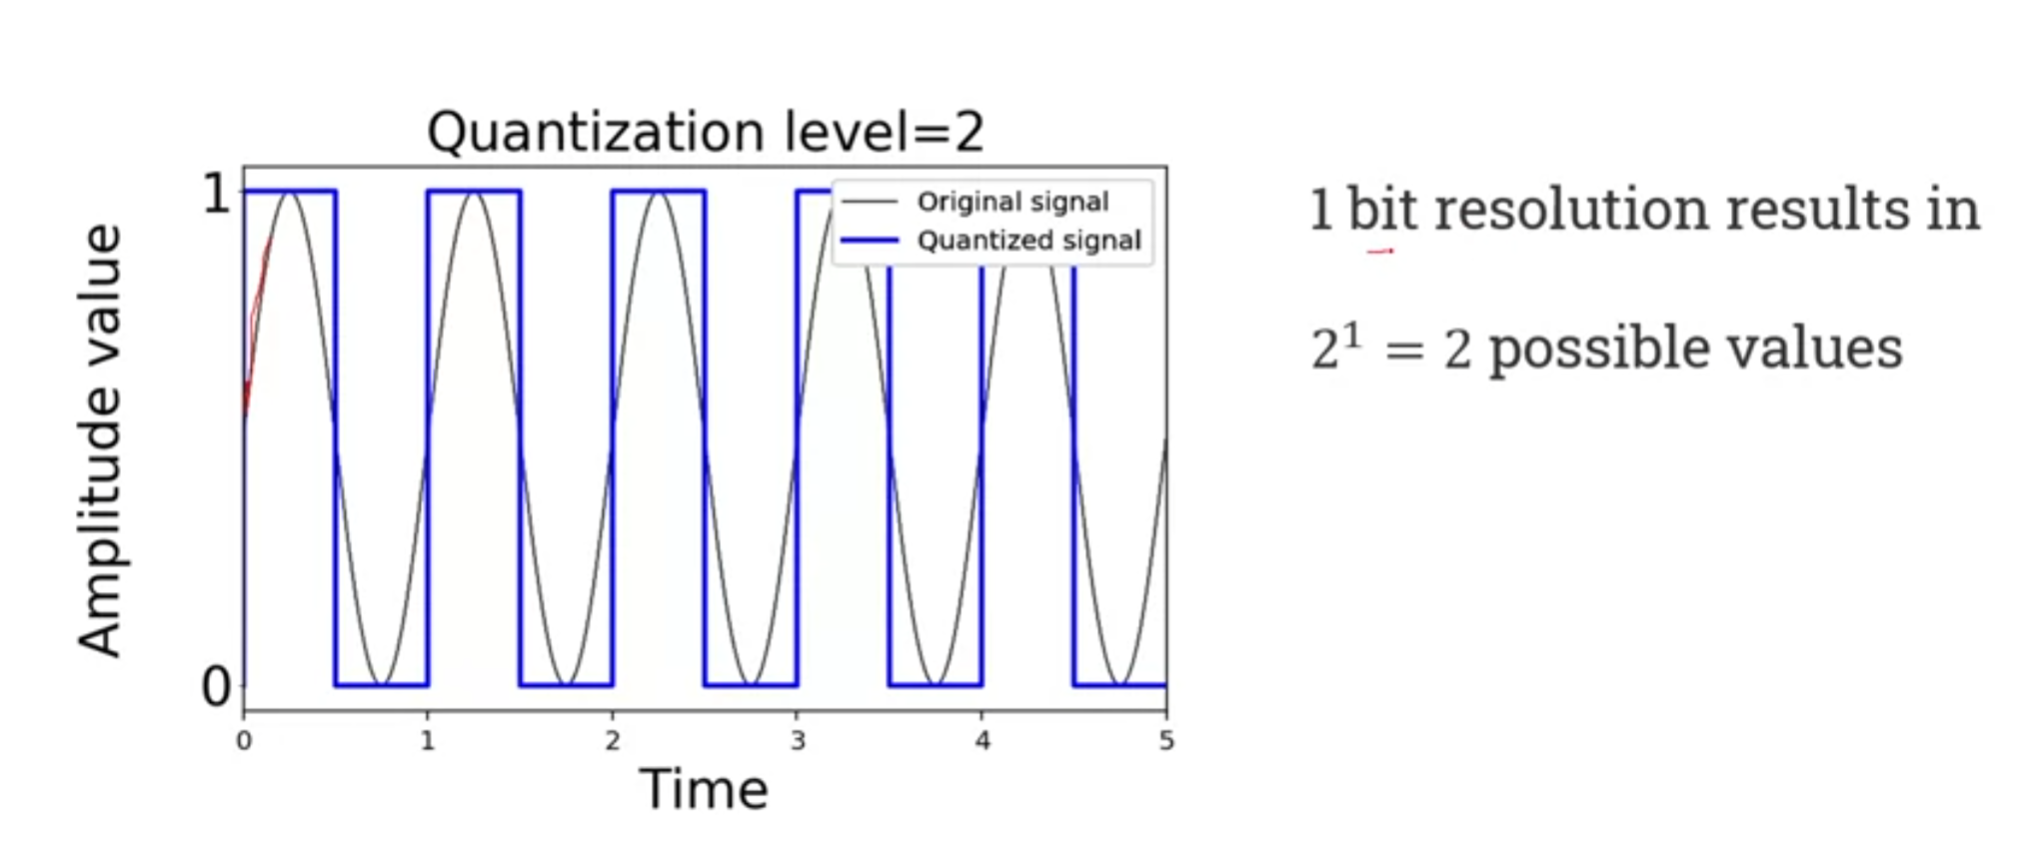 Quantization level=2
1
Original signal
Quantized signal
Amplitude value
0
0 1 2 3 4 5
Time
1 bit resolution results in
2¹ = 2 possible values